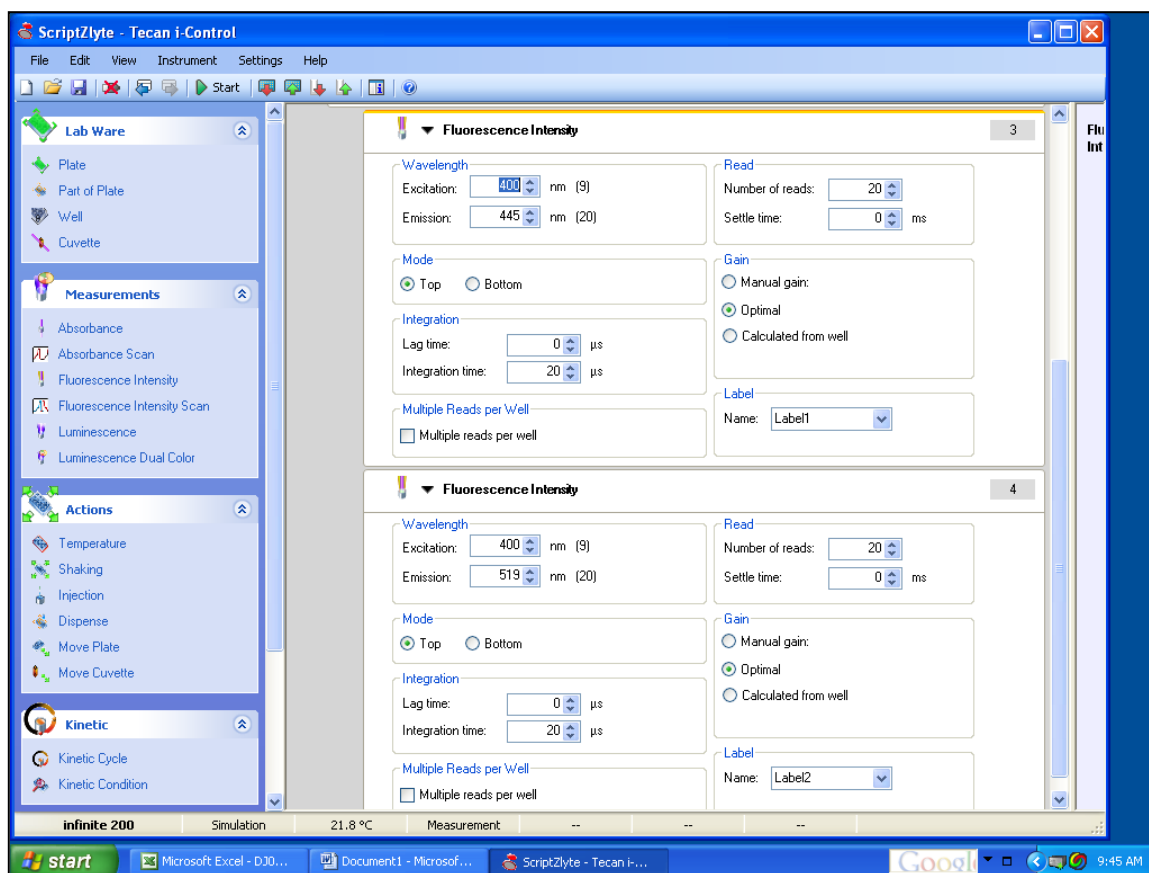 ScriptZlyte - Tecan i-Control
File Edit View Instrument Settings Help
Start
Lab Ware
Plate
Part of Plate
Well
Cuvette
Measurements
Absorbance
Absorbance Scan
Fluorescence Intensity
Fluorescence Intensity Scan
Luminescence
Luminescence Dual Color
Actions
Temperature
Shaking
Injection
Dispense
Move Plate
Move Cuvette
Kinetic
Kinetic Cycle
Kinetic Condition
Fluorescence Intensity 3
Wavelength
Excitation: 400 nm (9)
Emission: 445 nm (20)
Read
Number of reads: 20
Settle time: 0 ms
Mode
Top Bottom
Gain
Manual gain:
Optimal
Calculated from well
Integration
Lag time: 0 µs
Integration time: 20 µs
Multiple Reads per Well
Multiple reads per well
Label
Name: Label1
Fluorescence Intensity 4
Wavelength
Excitation: 400 nm (9)
Emission: 519 nm (20)
Read
Number of reads: 20
Settle time: 0 ms
Mode
Top Bottom
Gain
Manual gain:
Optimal
Calculated from well
Integration
Lag time: 0 µs
Integration time: 20 µs
Multiple Reads per Well
Multiple reads per well
Label
Name: Label2
Flu
Int
infinite 200 Simulation 21.8 °C Measurement -- -- --
start Microsoft Excel - DJ0... Document1 - Microsof... ScriptZlyte - Tecan i-... Googl 9:45 AM